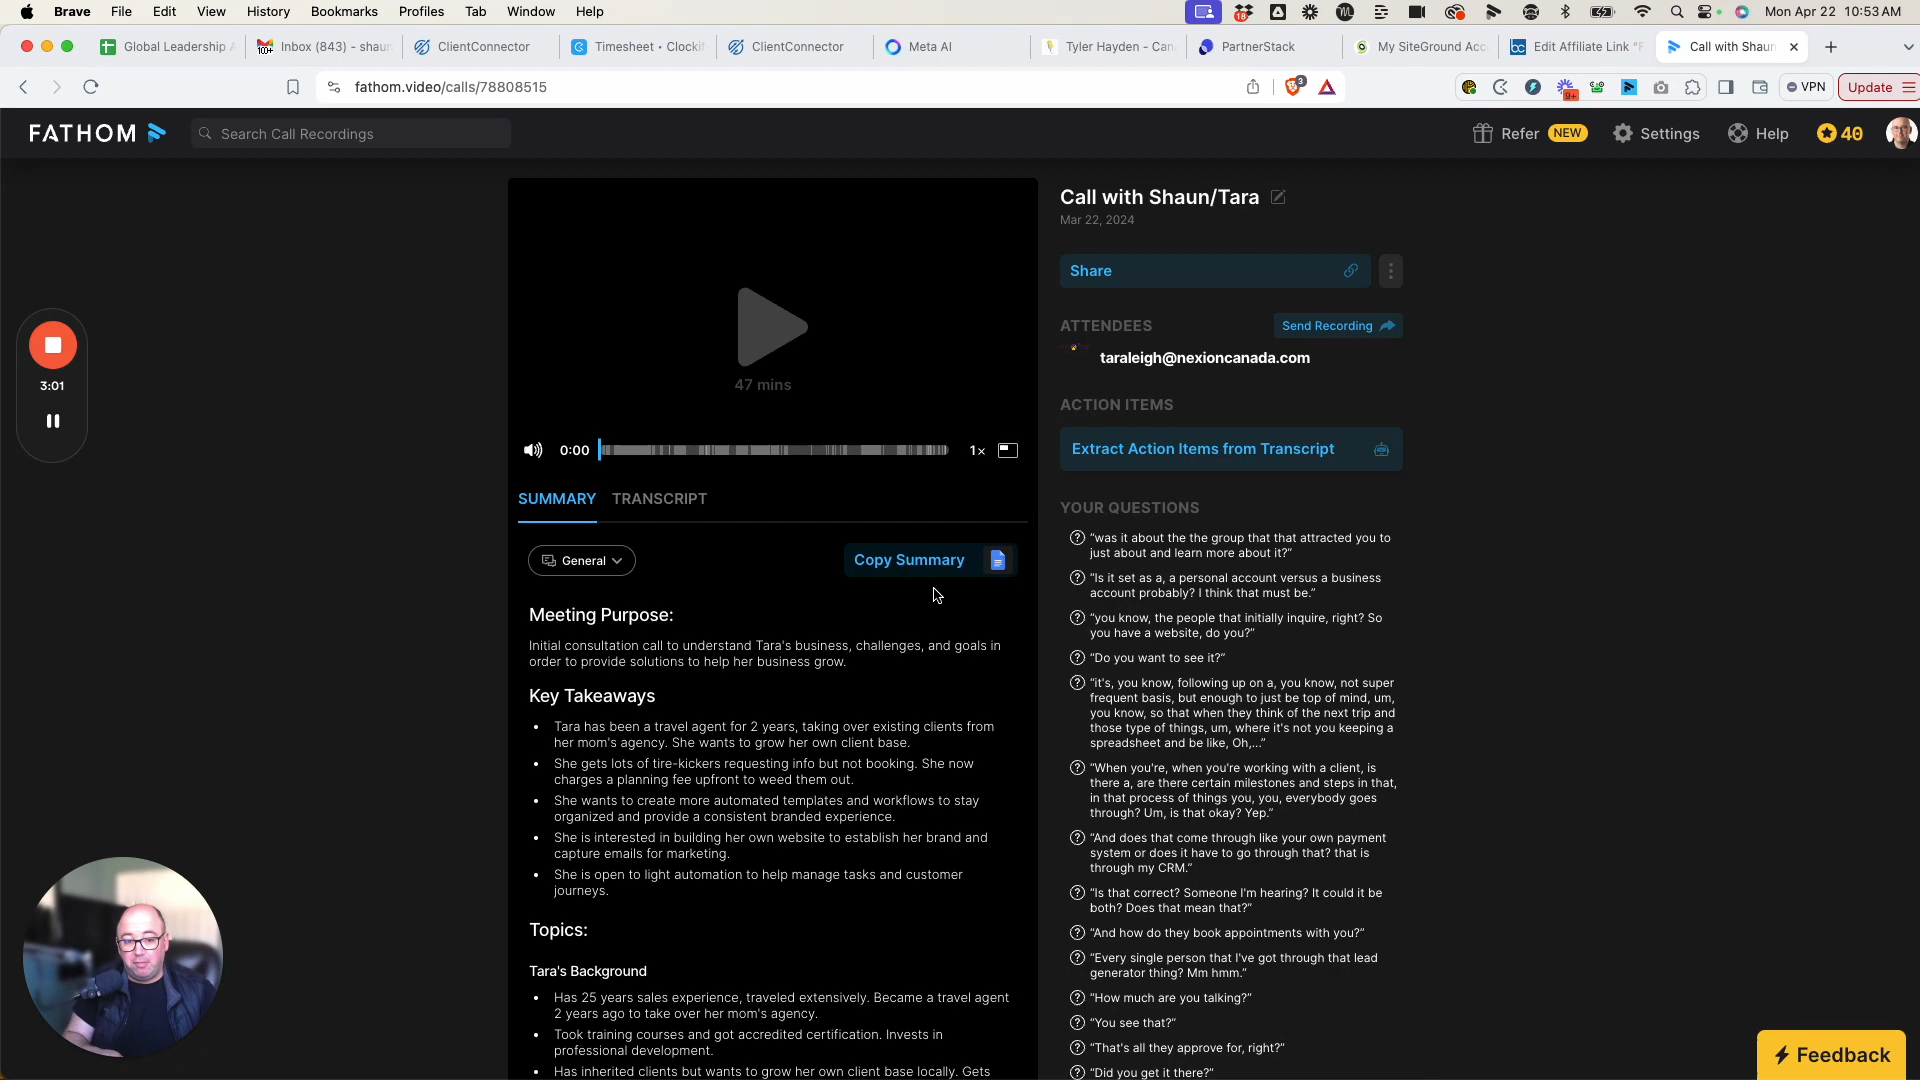 Brave File Edit View History Bookmarks Profiles Tab Window Help
18
Mon Apr 22 10:53 AM
Global Leadership A
100+ Inbox (843) - shaun
ClientConnector
Timesheet • Clockif
ClientConnector
Meta AI
Tyler Hayden - Can
PartnerStack
My SiteGround Acc
Edit Affiliate Link "F
Call with Shaun
fathom.video/calls/78808515
3
9+
VPN
Update
FATHOM
Search Call Recordings
Refer NEW
Settings
Help
40
3:01
47 mins
0:00
1×
SUMMARY TRANSCRIPT
General
Copy Summary
Meeting Purpose:
Initial consultation call to understand Tara's business, challenges, and goals in
order to provide solutions to help her business grow.
Key Takeaways
• Tara has been a travel agent for 2 years, taking over existing clients from
her mom's agency. She wants to grow her own client base.
• She gets lots of tire-kickers requesting info but not booking. She now
charges a planning fee upfront to weed them out.
• She wants to create more automated templates and workflows to stay
organized and provide a consistent branded experience.
• She is interested in building her own website to establish her brand and
capture emails for marketing.
• She is open to light automation to help manage tasks and customer
journeys.
Topics:
Tara's Background
• Has 25 years sales experience, traveled extensively. Became a travel agent
2 years ago to take over her mom's agency.
• Took training courses and got accredited certification. Invests in
professional development.
• Has inherited clients but wants to grow her own client base locally. Gets
Call with Shaun/Tara
Mar 22, 2024
Share
ATTENDEES
Send Recording
taraleigh@nexioncanada.com
ACTION ITEMS
Extract Action Items from Transcript
YOUR QUESTIONS
"was it about the the group that that attracted you to
just about and learn more about it?"
"Is it set as a, a personal account versus a business
account probably? I think that must be."
"you know, the people that initially inquire, right? So
you have a website, do you?"
"Do you want to see it?"
"it's, you know, following up on a, you know, not super
frequent basis, but enough to just be top of mind, um,
you know, so that when they think of the next trip and
those type of things, um, where it's not you keeping a
spreadsheet and be like, Oh,..."
"When you're, when you're working with a client, is
there a, are there certain milestones and steps in that,
in that process of things you, you, everybody goes
through? Um, is that okay? Yep."
"And does that come through like your own payment
system or does it have to go through that? that is
through my CRM."
"Is that correct? Someone I'm hearing? It could it be
both? Does that mean that?"
"And how do they book appointments with you?"
"Every single person that I've got through that lead
generator thing? Mm hmm."
"How much are you talking?"
"You see that?"
"That's all they approve for, right?"
"Did you get it there?"
Feedback